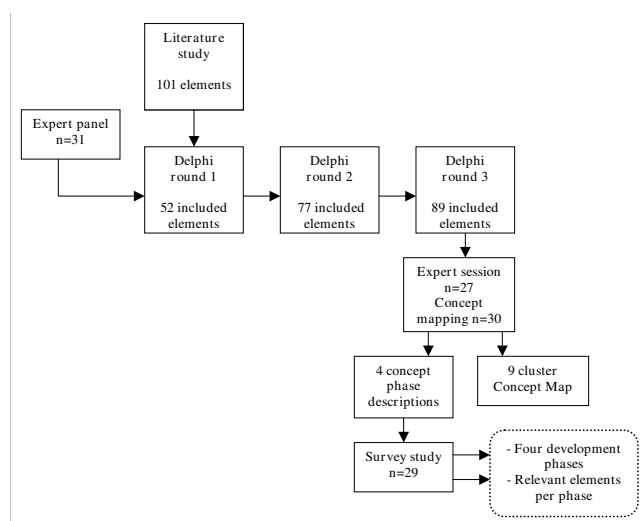 Literature
study
101 elements
Expert panel
n=31
Delphi
round 1
52 included
elements
Delphi
round 2
77 included
elements
Delphi
round 3
89 included
elements
Expert session
n=27
Concept
mapping n=30
4 concept
phase
descriptions
9 cluster
Concept Map
Survey study
n=29
- Four development
phases
- Relevant elements
per phase